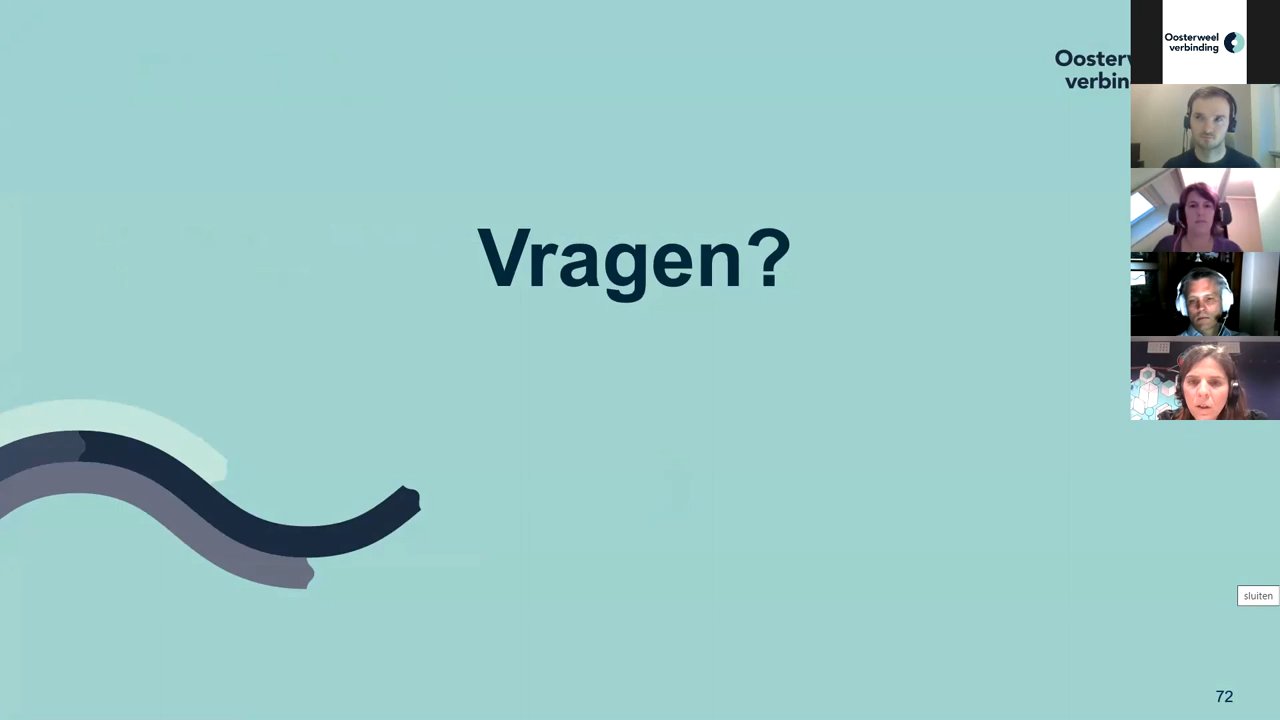 Oosterweel
verbinding
Ooster
verbin
Vragen?
sluiten
72